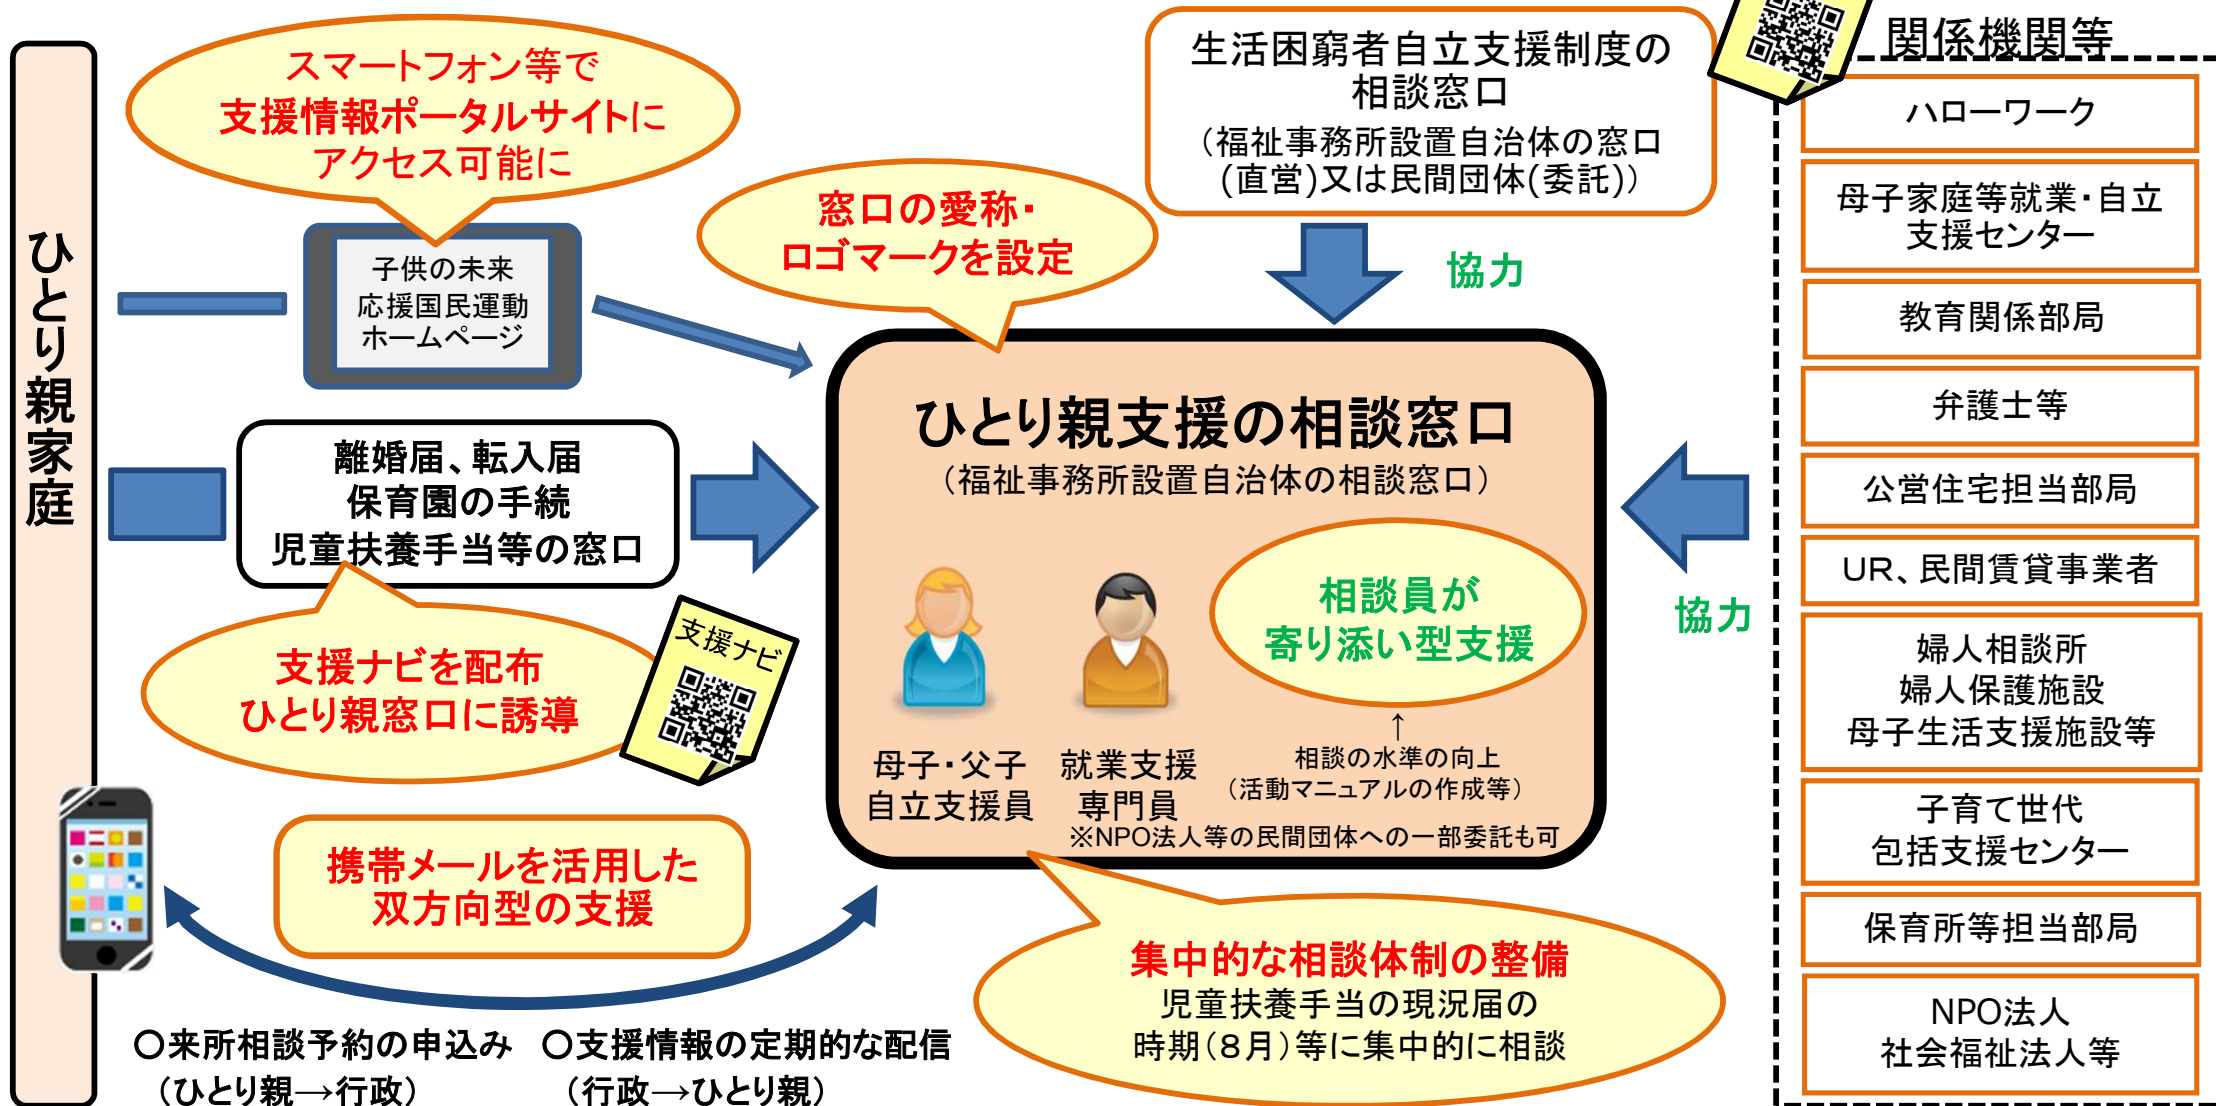 ひとり親家庭
スマートフォン等で
支援情報ポータルサイトに
アクセス可能に
子供の未来
応援国民運動
ホームページ
離婚届、転入届
保育園の手続
児童扶養手当等の窓口
支援ナビを配布
ひとり親窓口に誘導
支援ナビ
携帯メールを活用した
双方向型の支援
○来所相談予約の申込み
（ひとり親→行政）
○支援情報の定期的な配信
（行政→ひとり親）
窓口の愛称・
ロゴマークを設定
生活困窮者自立支援制度の
相談窓口
（福祉事務所設置自治体の窓口
(直営)又は民間団体(委託)）
協力
ひとり親支援の相談窓口
（福祉事務所設置自治体の相談窓口）
相談員が
寄り添い型支援
↑
相談の水準の向上
（活動マニュアルの作成等）
母子・父子
自立支援員
就業支援
専門員
※NPO法人等の民間団体への一部委託も可
集中的な相談体制の整備
児童扶養手当の現況届の
時期（８月）等に集中的に相談
協力
関係機関等
ハローワーク
母子家庭等就業・自立
支援センター
教育関係部局
弁護士等
公営住宅担当部局
ＵＲ、民間賃貸事業者
婦人相談所
婦人保護施設
母子生活支援施設等
子育て世代
包括支援センター
保育所等担当部局
NPO法人
社会福祉法人等